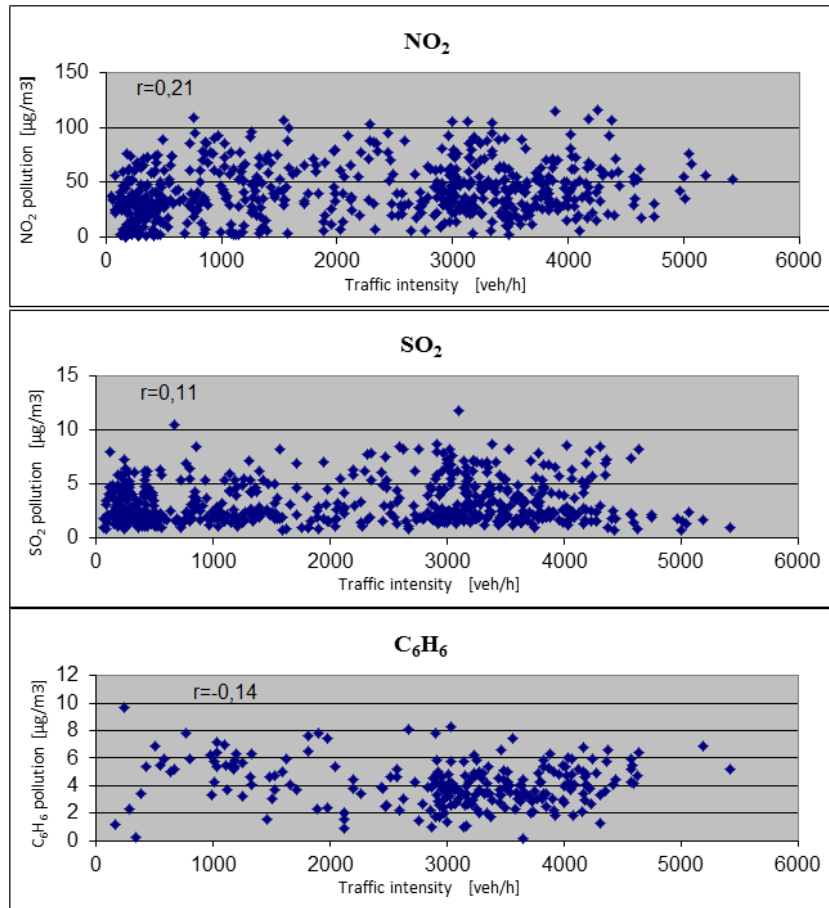 NO₂
150
r=0,21
100
50
0
NO₂ pollution [µg/m3]
0 1000 2000 3000 4000 5000 6000
Traffic intensity [veh/h]
SO₂
15
r=0,11
10
5
0
SO₂ pollution [µg/m3]
0 1000 2000 3000 4000 5000 6000
Traffic intensity [veh/h]
C₆H₆
12
r=-0,14
10
8
6
4
2
0
C₆H₆ pollution [µg/m3]
0 1000 2000 3000 4000 5000 6000
Traffic intensity [veh/h]